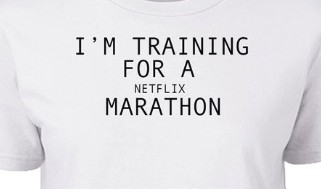 I'M TRAINING
FOR A
NETFLIX
MARATHON